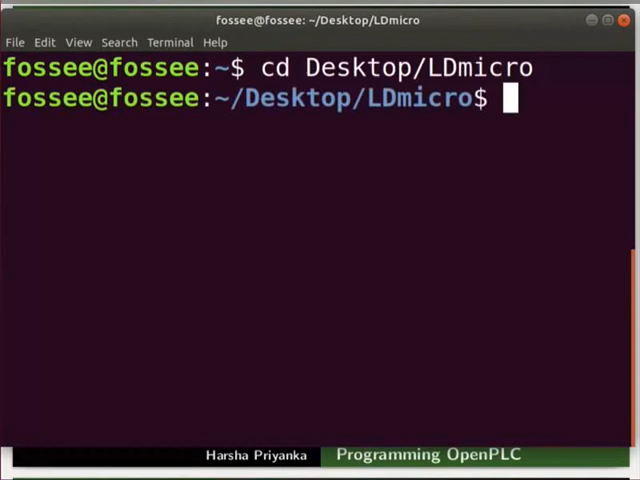 fossee@fossee: ~/Desktop/LDmicro
File Edit View Search Terminal Help
fossee@fossee:~$ cd Desktop/LDmicro
fossee@fossee:~/Desktop/LDmicro$
Harsha Priyanka Programming OpenPLC